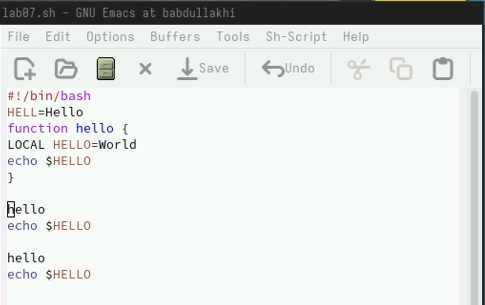 lab07.sh - GNU Emacs at babdullakhi
File Edit Options Buffers Tools Sh-Script Help
Save Undo
#!/bin/bash
HELL=Hello
function hello {
LOCAL HELLO=World
echo $HELLO
}
hello
echo $HELLO
hello
echo $HELLO